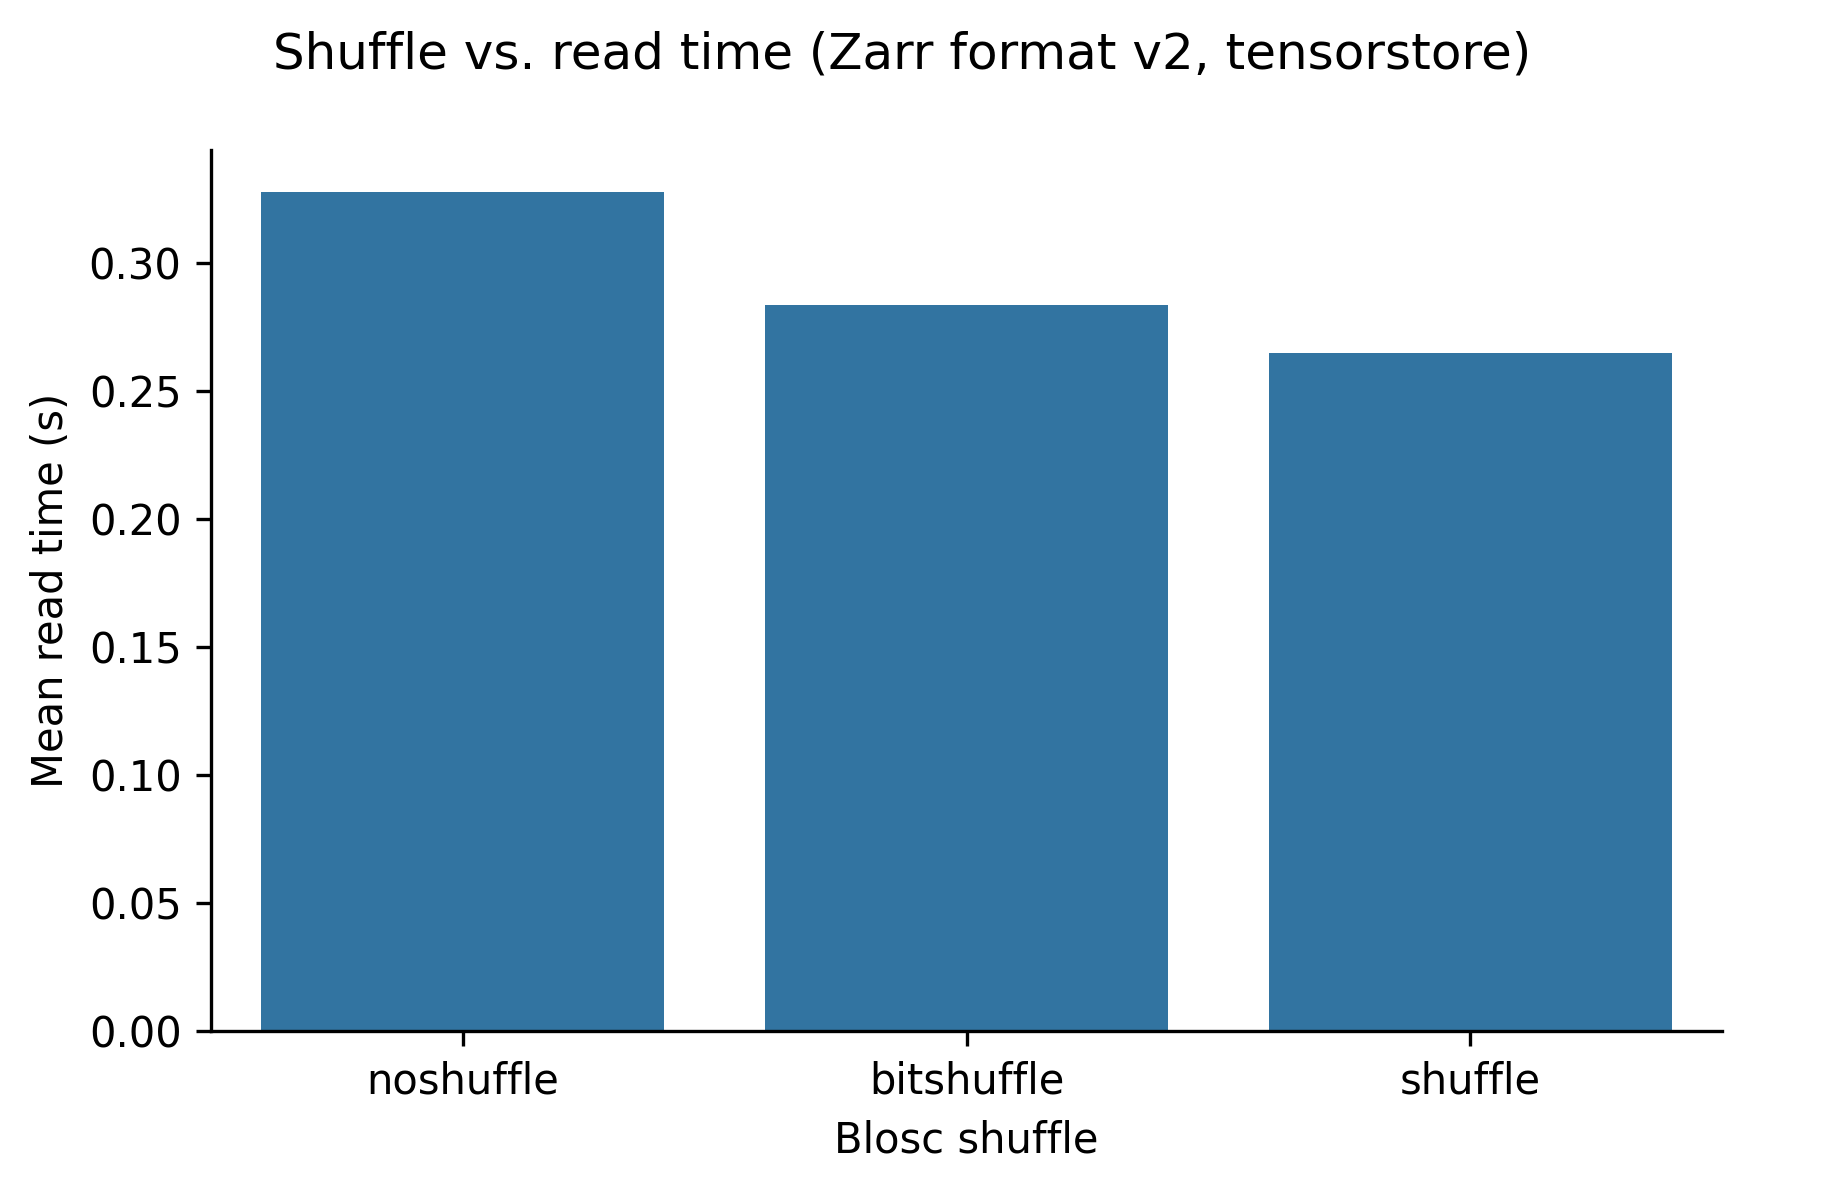 Shuffle vs. read time (Zarr format v2, tensorstore)
Mean read time (s)
0.30
0.25
0.20
0.15
0.10
0.05
0.00
noshuffle bitshuffle shuffle
Blosc shuffle